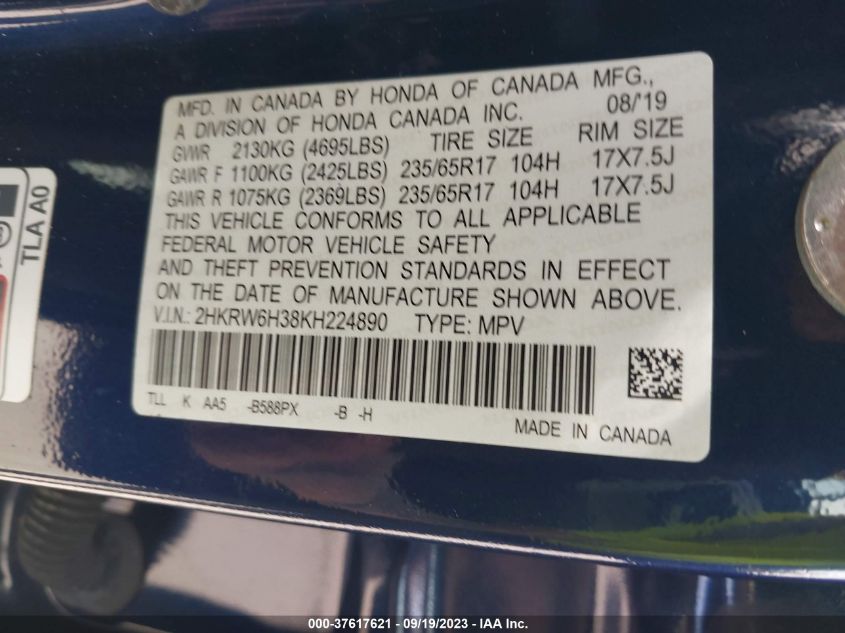 MFD. IN CANADA BY HONDA OF CANADA MFG.,
A DIVISION OF HONDA CANADA INC. 08/'19
GVWR 2130KG (4695LBS) TIRE SIZE RIM SIZE
GAWR F 1100KG (2425LBS) 235/65R17 104H 17X7.5J
GAWR R 1075KG (2369LBS) 235/65R17 104H 17X7.5J
THIS VEHICLE CONFORMS TO ALL APPLICABLE
FEDERAL MOTOR VEHICLE SAFETY
AND THEFT PREVENTION STANDARDS IN EFFECT
ON THE DATE OF MANUFACTURE SHOWN ABOVE.
V.I.N.: 2HKRW6H38KH224890 TYPE: MPV
TLL K AA5 -B588PX -B -H
MADE IN CANADA
TLA A0
000-37617621 - 09/19/2023 - IAA Inc.